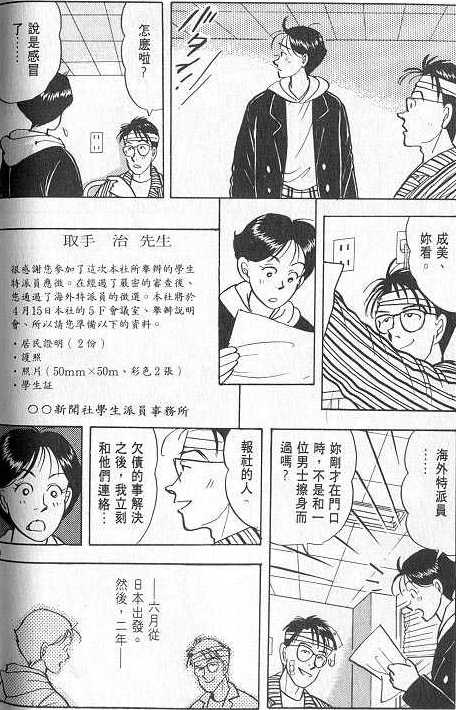 怎麼啦？
說是感冒
了……
成美、
妳看。
取手　治 先生
很感謝您參加了這次本社所舉辦的學生
特派員應徵。在經過了嚴密的審查後、
您通過了海外特派員的徵選。本社將於
4月15日本社的5F會議室、舉辦說明
會、所以請您準備以下的資料。
・居民證明（2份）
・護照
・照片（50mm×50m、彩色2張）
・學生証
〇〇新聞社學生派員事務所
海外特派員
……
妳剛才在門口
時，不是和一
位男士擦身而
過嗎？
報社的人、
欠債的事解決
之後，我立刻
和他們連絡…
——六月從
日本出發。
然後，二年——